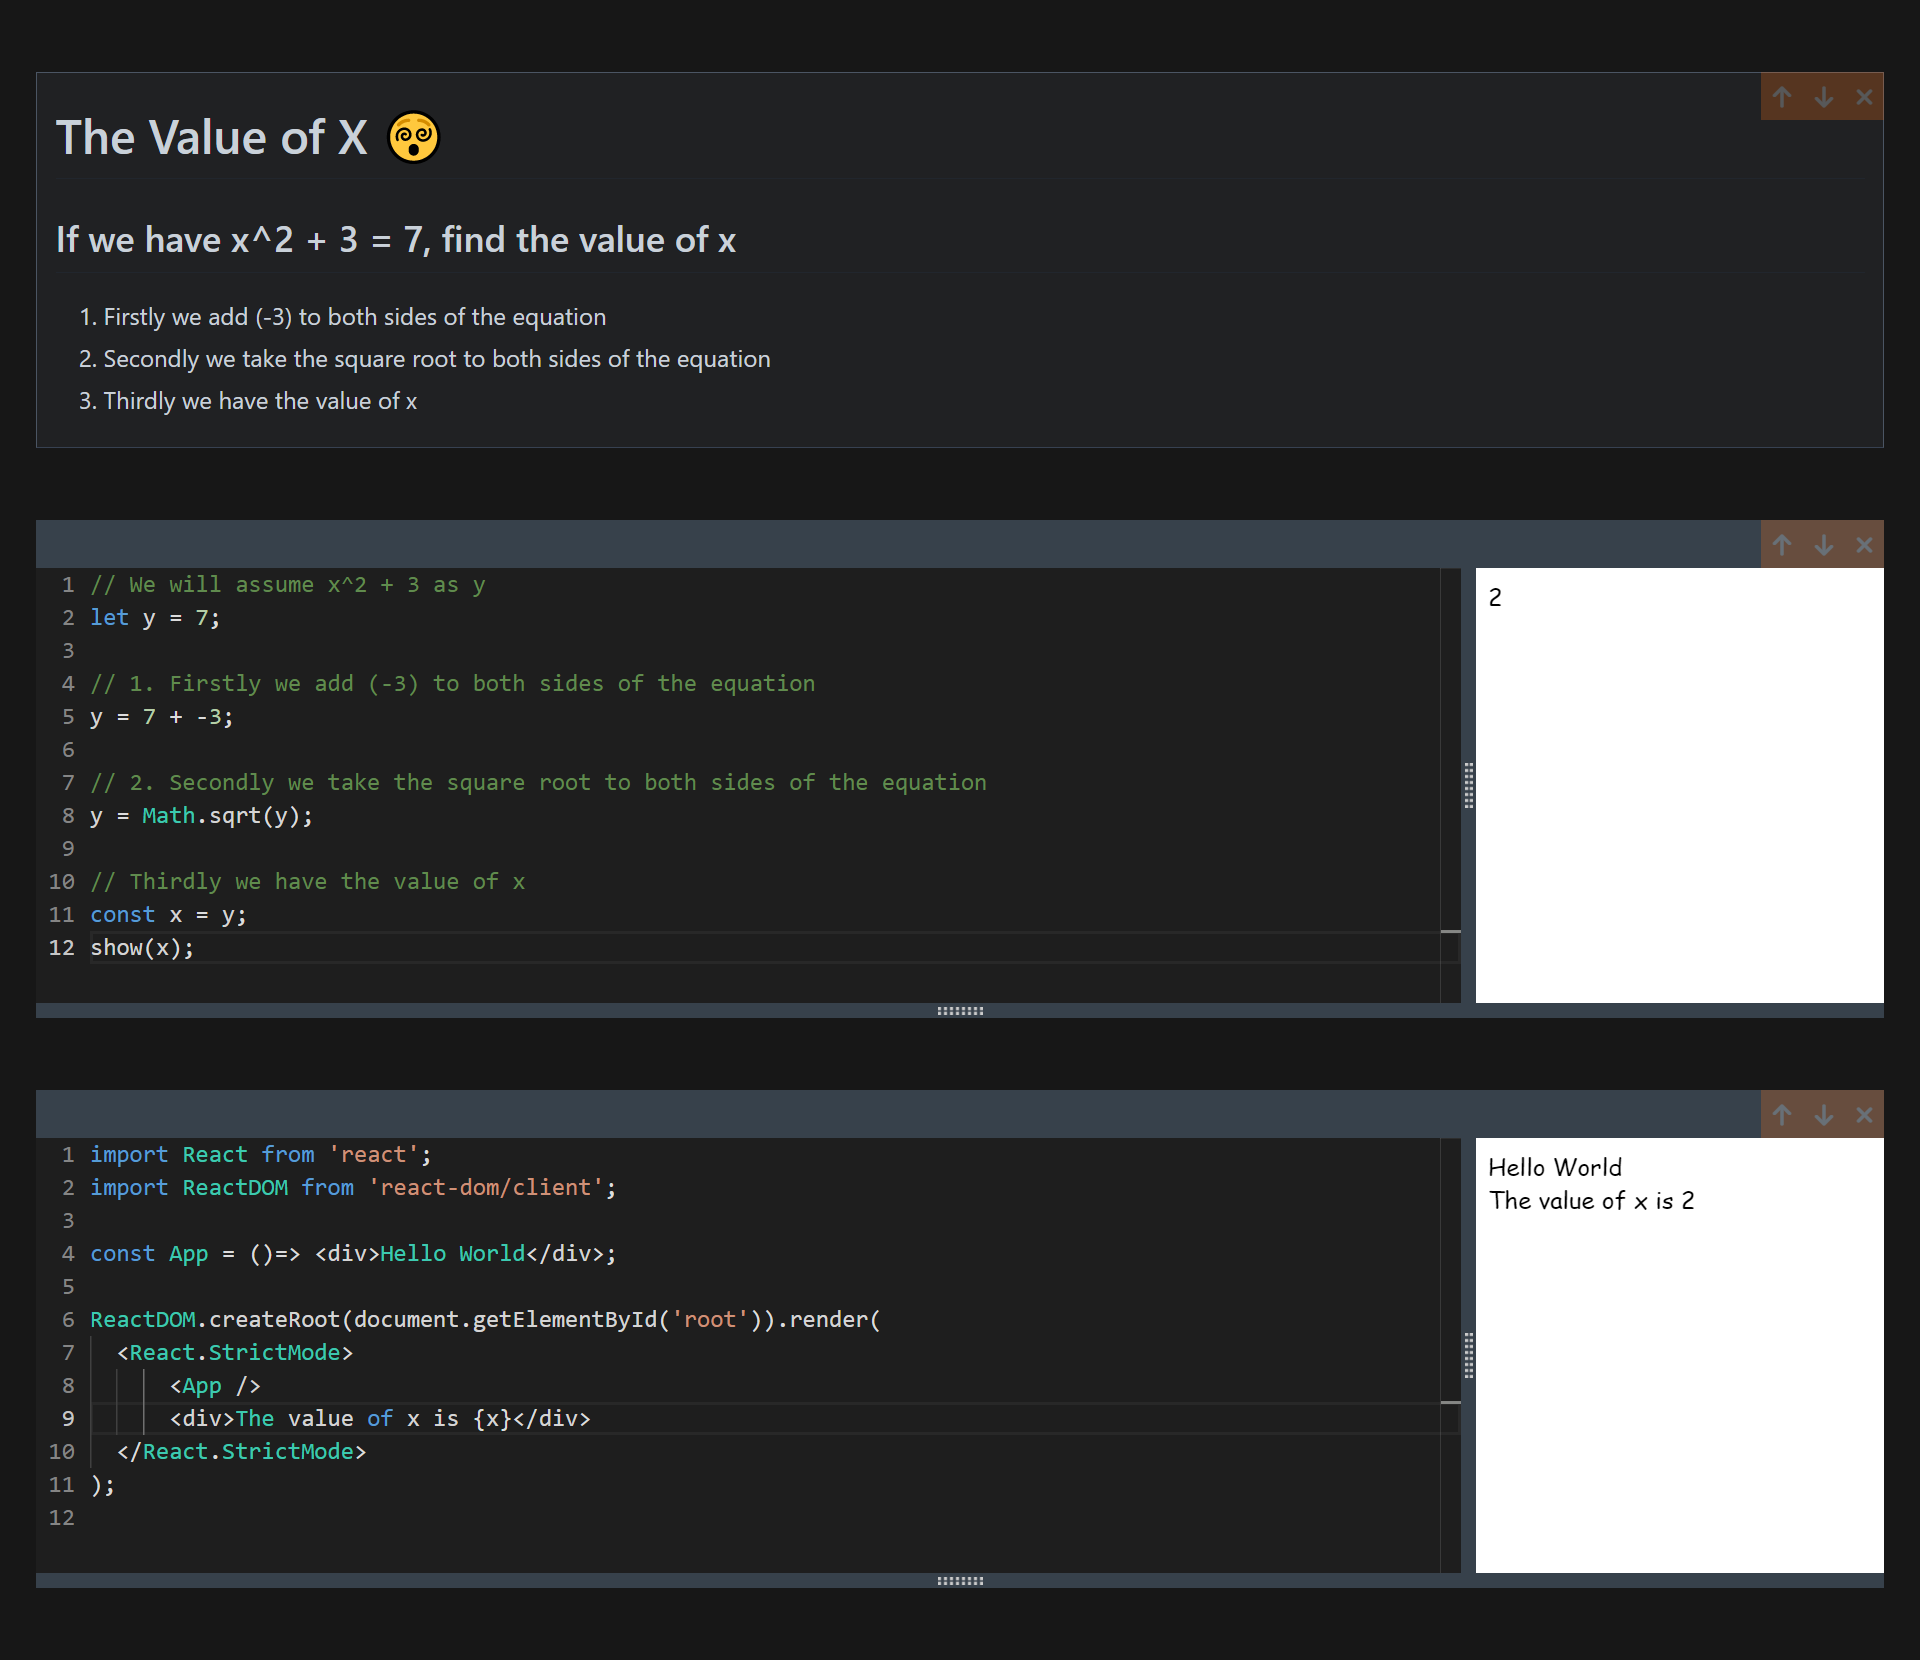 The Value of X 😵‍💫
If we have x^2 + 3 = 7, find the value of x
1. Firstly we add (-3) to both sides of the equation
2. Secondly we take the square root to both sides of the equation
3. Thirdly we have the value of x
1 // We will assume x^2 + 3 as y
2 let y = 7;
3
4 // 1. Firstly we add (-3) to both sides of the equation
5 y = 7 + -3;
6
7 // 2. Secondly we take the square root to both sides of the equation
8 y = Math.sqrt(y);
9
10 // Thirdly we have the value of x
11 const x = y;
12 show(x);
2
1 import React from 'react';
2 import ReactDOM from 'react-dom/client';
3
4 const App = ()=> <div>Hello World</div>;
5
6 ReactDOM.createRoot(document.getElementById('root')).render(
7   <React.StrictMode>
8       <App />
9       <div>The value of x is {x}</div>
10   </React.StrictMode>
11 );
12
Hello World
The value of x is 2